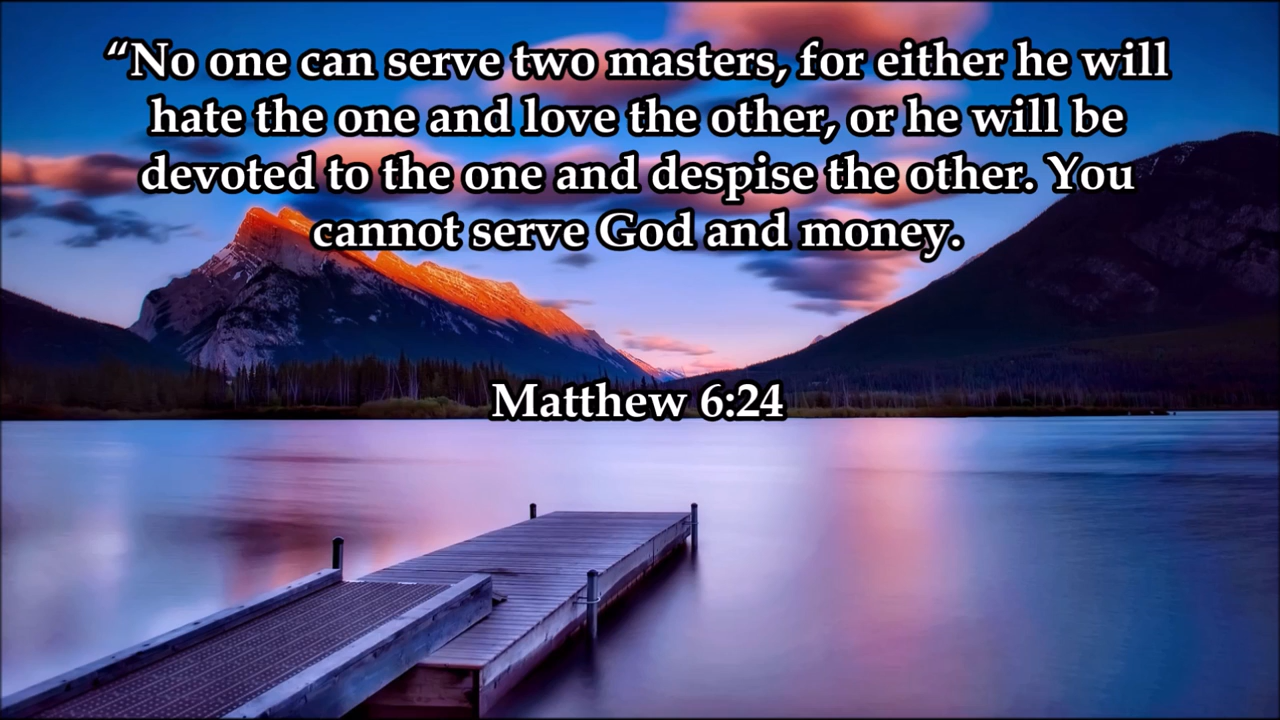 “No one can serve two masters, for either he will
hate the one and love the other, or he will be
devoted to the one and despise the other. You
cannot serve God and money.
Matthew 6:24